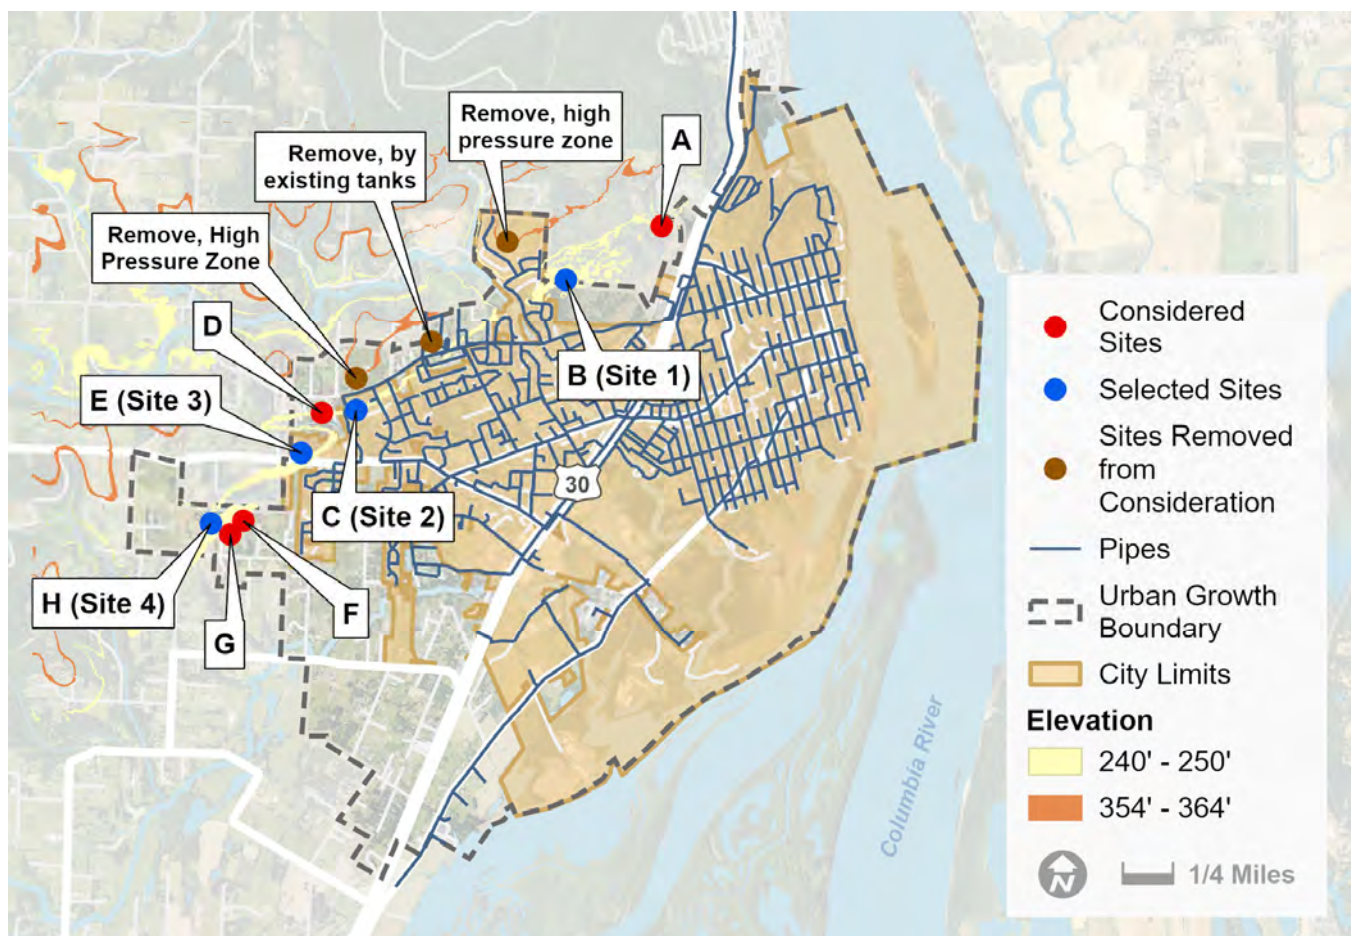 Remove, high
pressure zone
A
Remove, by
existing tanks
Remove, High
Pressure Zone
D
B (Site 1)
E (Site 3)
30
C (Site 2)
H (Site 4)
F
G
Columbia River
Considered
Sites
Selected Sites
Sites Removed
from
Consideration
Pipes
Urban Growth
Boundary
City Limits
Elevation
240' - 250'
354' - 364'
N
1/4 Miles